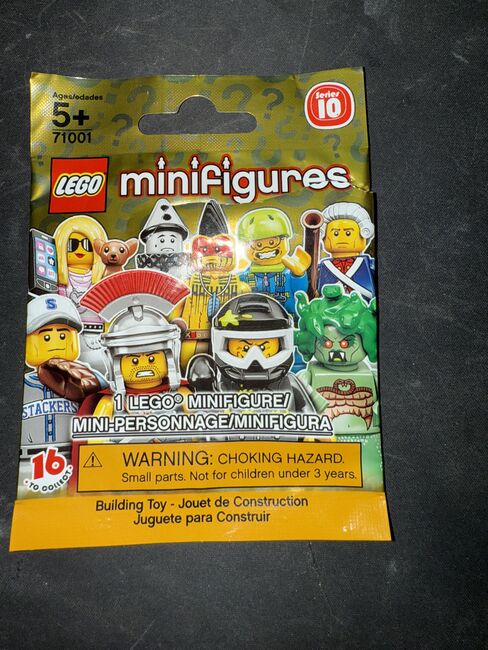 Ages/edades
5+
71001
Series
10
LEGO
minifigures
S
STACKERS
1 LEGO® MINIFIGURE/
MINI-PERSONNAGE/MINIFIGURA
16
TO COLLECT
WARNING: CHOKING HAZARD.
Small parts. Not for children under 3 years.
Building Toy - Jouet de Construction
Juguete para Construir